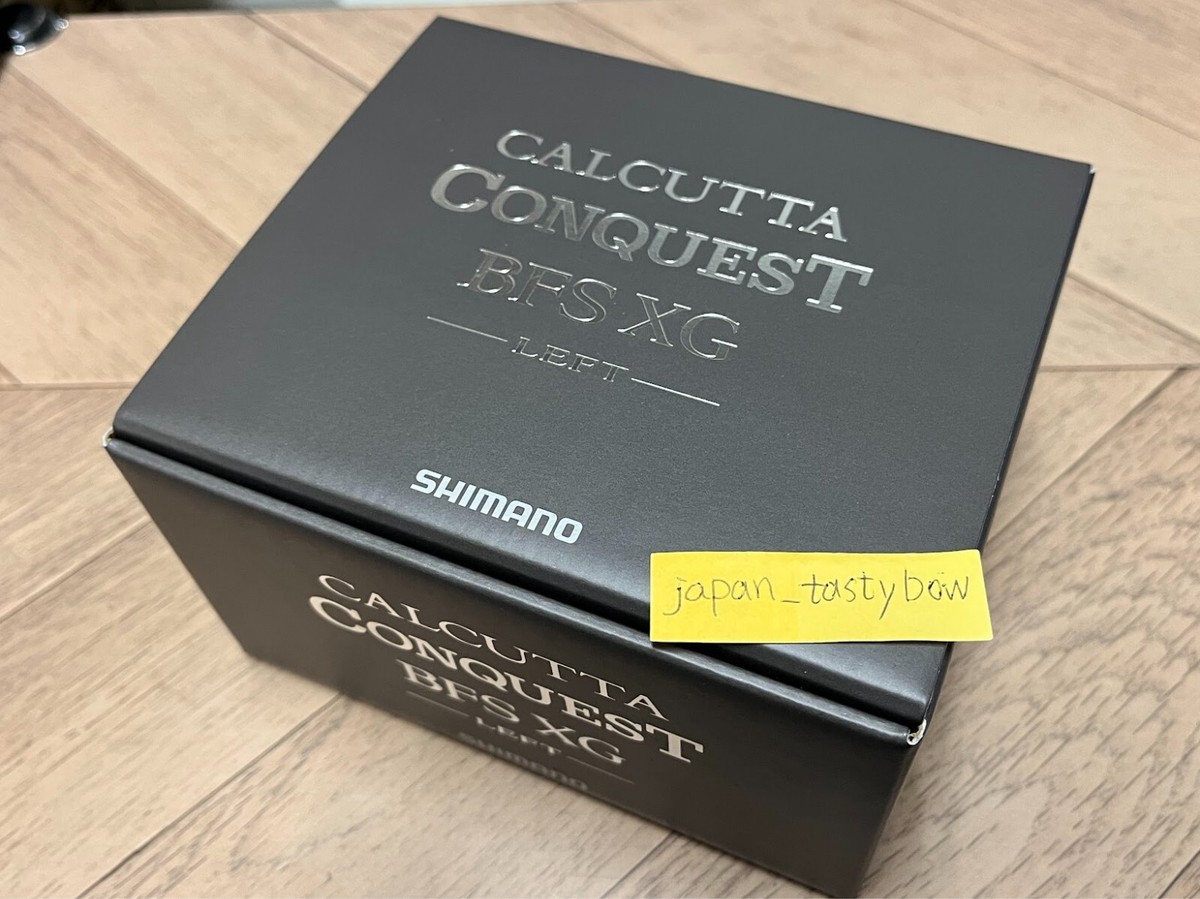 CALCUTTA
CONQUEST
BFS XG
LEFT
SHIMANO
japan_tastybow
CALCUTTA
CONQUEST
BFS XG
LEFT
SHIMANO